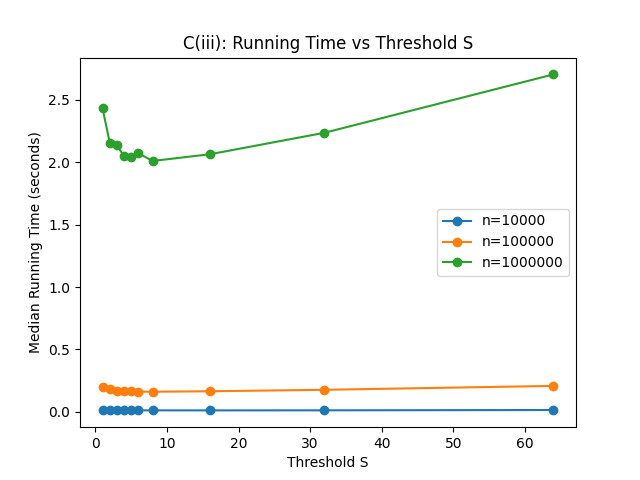 C(iii): Running Time vs Threshold S
Median Running Time (seconds)
2.5
2.0
1.5
1.0
0.5
0.0
n=10000
n=100000
n=1000000
0 10 20 30 40 50 60
Threshold S